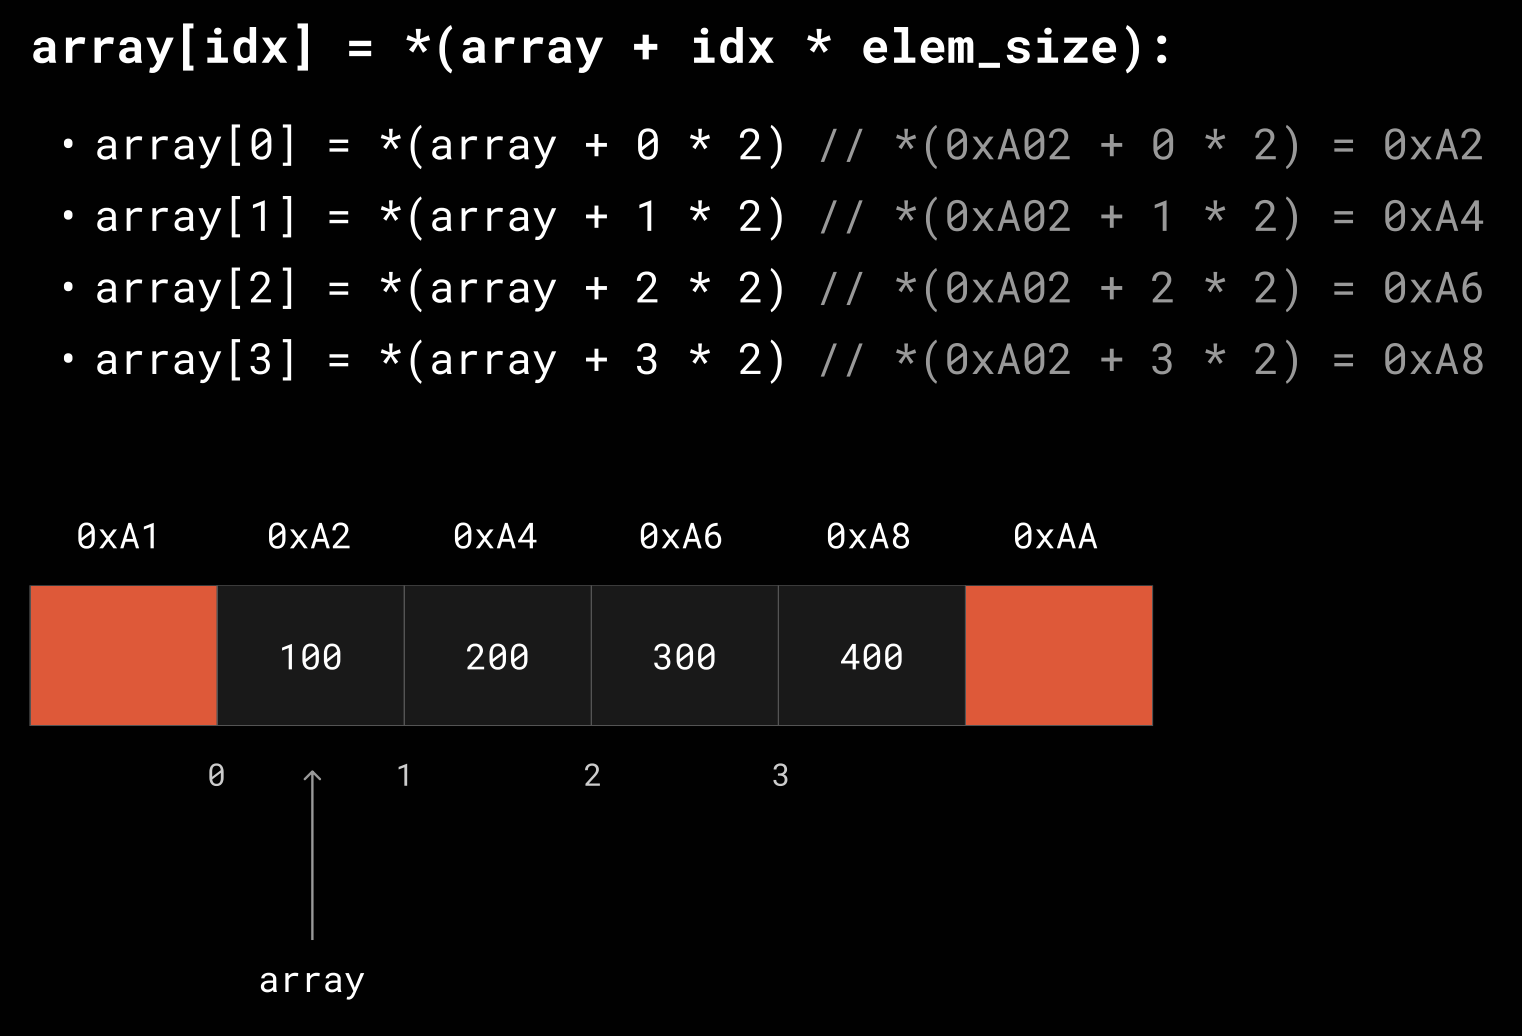 array[idx] = *(array + idx * elem_size):
• array[0] = *(array + 0 * 2) // *(0xA02 + 0 * 2) = 0xA2
• array[1] = *(array + 1 * 2) // *(0xA02 + 1 * 2) = 0xA4
• array[2] = *(array + 2 * 2) // *(0xA02 + 2 * 2) = 0xA6
• array[3] = *(array + 3 * 2) // *(0xA02 + 3 * 2) = 0xA8
0xA1 0xA2 0xA4 0xA6 0xA8 0xAA
100 200 300 400
0 1 2 3
array